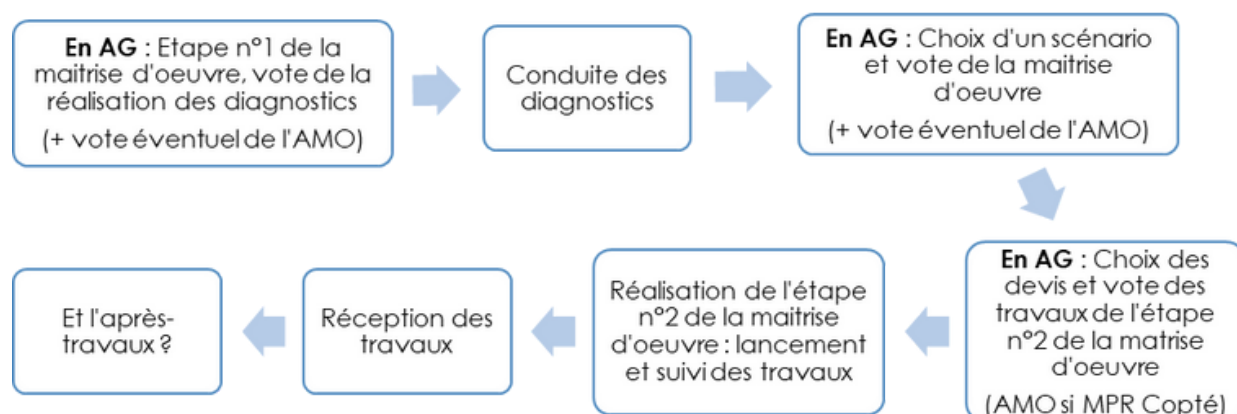 En AG : Etape n°1 de la
maitrise d'oeuvre, vote de la
réalisation des diagnostics
(+ vote éventuel de l'AMO)
Conduite des
diagnostics
En AG : Choix d'un scénario
et vote de la maitrise
d'oeuvre
(+ vote éventuel de l'AMO)
En AG : Choix des
devis et vote des
travaux de l'étape
n°2 de la matrise
d'oeuvre
(AMO si MPR Copté)
Réalisation de l'étape
n°2 de la maitrise
d'oeuvre : lancement
et suivi des travaux
Réception des
travaux
Et l'après-
travaux ?